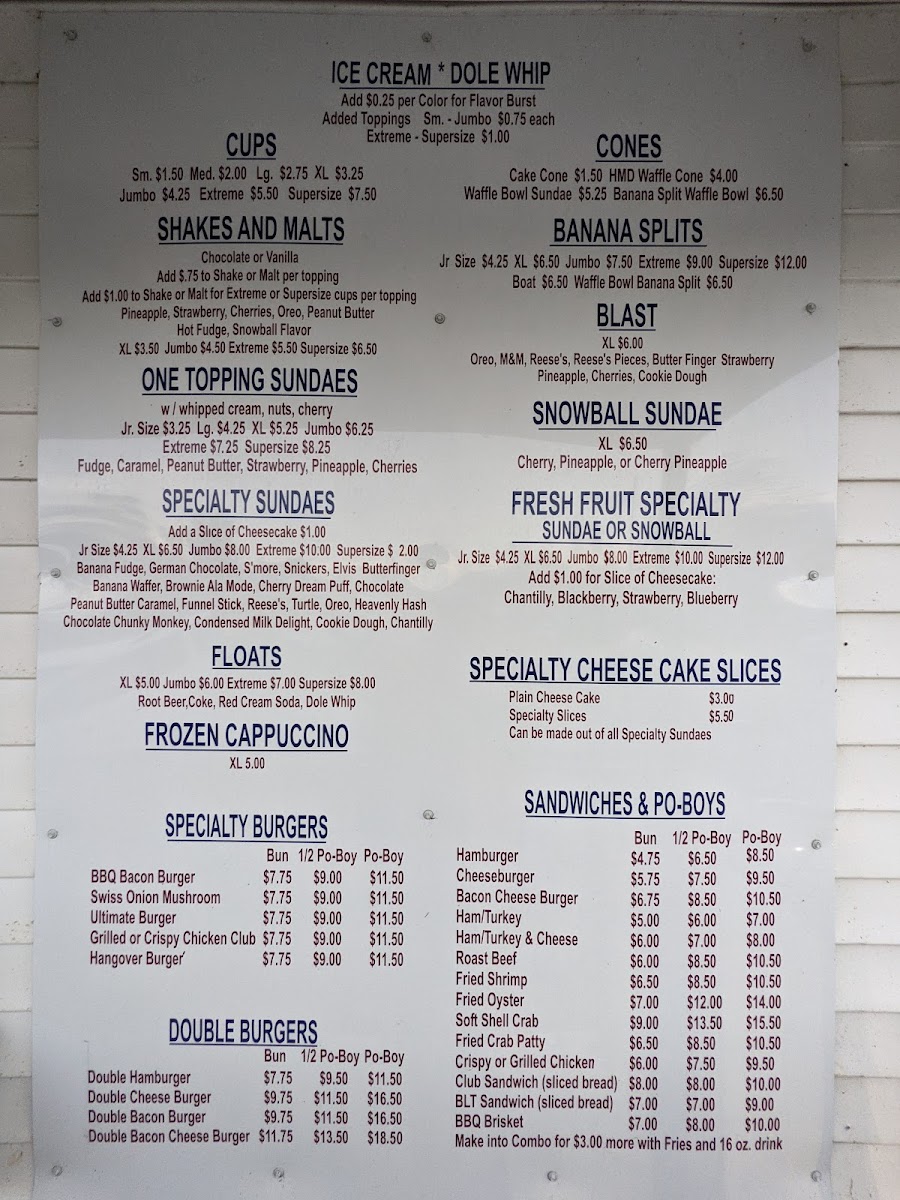 ICE CREAM * DOLE WHIP
Add $0.25 per Color for Flavor Burst
Added Toppings Sm. - Jumbo $0.75 each
Extreme - Supersize $1.00
CUPS
Sm. $1.50 Med. $2.00 Lg. $2.75 XL $3.25
Jumbo $4.25 Extreme $5.50 Supersize $7.50
SHAKES AND MALTS
Chocolate or Vanilla
Add $.75 to Shake or Malt per topping
Add $1.00 to Shake or Malt for Extreme or Supersize cups per topping
Pineapple, Strawberry, Cherries, Oreo, Peanut Butter
Hot Fudge, Snowball Flavor
XL $3.50 Jumbo $4.50 Extreme $5.50 Supersize $6.50
ONE TOPPING SUNDAES
w / whipped cream, nuts, cherry
Jr. Size $3.25 Lg. $4.25 XL $5.25 Jumbo $6.25
Extreme $7.25 Supersize $8.25
Fudge, Caramel, Peanut Butter, Strawberry, Pineapple, Cherries
SPECIALTY SUNDAES
Add a Slice of Cheesecake $1.00
Jr Size $4.25 XL $6.50 Jumbo $8.00 Extreme $10.00 Supersize $ 2.00
Banana Fudge, German Chocolate, S'more, Snickers, Elvis Butterfinger
Banana Waffer, Brownie Ala Mode, Cherry Dream Puff, Chocolate
Peanut Butter Caramel, Funnel Stick, Reese's, Turtle, Oreo, Heavenly Hash
Chocolate Chunky Monkey, Condensed Milk Delight, Cookie Dough, Chantilly
FLOATS
XL $5.00 Jumbo $6.00 Extreme $7.00 Supersize $8.00
Root Beer,Coke, Red Cream Soda, Dole Whip
FROZEN CAPPUCCINO
XL 5.00
SPECIALTY BURGERS
Bun 1/2 Po-Boy Po-Boy
BBQ Bacon Burger $7.75 $9.00 $11.50
Swiss Onion Mushroom $7.75 $9.00 $11.50
Ultimate Burger $7.75 $9.00 $11.50
Grilled or Crispy Chicken Club $7.75 $9.00 $11.50
Hangover Burger $7.75 $9.00 $11.50
DOUBLE BURGERS
Bun 1/2 Po-Boy Po-Boy
Double Hamburger $7.75 $9.50 $11.50
Double Cheese Burger $9.75 $11.50 $16.50
Double Bacon Burger $9.75 $11.50 $16.50
Double Bacon Cheese Burger $11.75 $13.50 $18.50
CONES
Cake Cone $1.50 HMD Waffle Cone $4.00
Waffle Bowl Sundae $5.25 Banana Split Waffle Bowl $6.50
BANANA SPLITS
Jr Size $4.25 XL $6.50 Jumbo $7.50 Extreme $9.00 Supersize $12.00
Boat $6.50 Waffle Bowl Banana Split $6.50
BLAST
XL $6.00
Oreo, M&M, Reese's, Reese's Pieces, Butter Finger Strawberry
Pineapple, Cherries, Cookie Dough
SNOWBALL SUNDAE
XL $6.50
Cherry, Pineapple, or Cherry Pineapple
FRESH FRUIT SPECIALTY
SUNDAE OR SNOWBALL
Jr. Size $4.25 XL $6.50 Jumbo $8.00 Extreme $10.00 Supersize $12.00
Add $1.00 for Slice of Cheesecake:
Chantilly, Blackberry, Strawberry, Blueberry
SPECIALTY CHEESE CAKE SLICES
Plain Cheese Cake $3.00
Specialty Slices $5.50
Can be made out of all Specialty Sundaes
SANDWICHES & PO-BOYS
Bun 1/2 Po-Boy Po-Boy
Hamburger $4.75 $6.50 $8.50
Cheeseburger $5.75 $7.50 $9.50
Bacon Cheese Burger $6.75 $8.50 $10.50
Ham/Turkey $5.00 $6.00 $7.00
Ham/Turkey & Cheese $6.00 $7.00 $8.00
Roast Beef $6.00 $8.50 $10.50
Fried Shrimp $6.50 $8.50 $10.50
Fried Oyster $7.00 $12.00 $14.00
Soft Shell Crab $9.00 $13.50 $15.50
Fried Crab Patty $6.50 $8.50 $10.50
Crispy or Grilled Chicken $6.00 $7.50 $9.50
Club Sandwich (sliced bread) $8.00 $8.00 $10.00
BLT Sandwich (sliced bread) $7.00 $7.00 $9.00
BBQ Brisket $7.00 $8.00 $10.00
Make into Combo for $3.00 more with Fries and 16 oz. drink